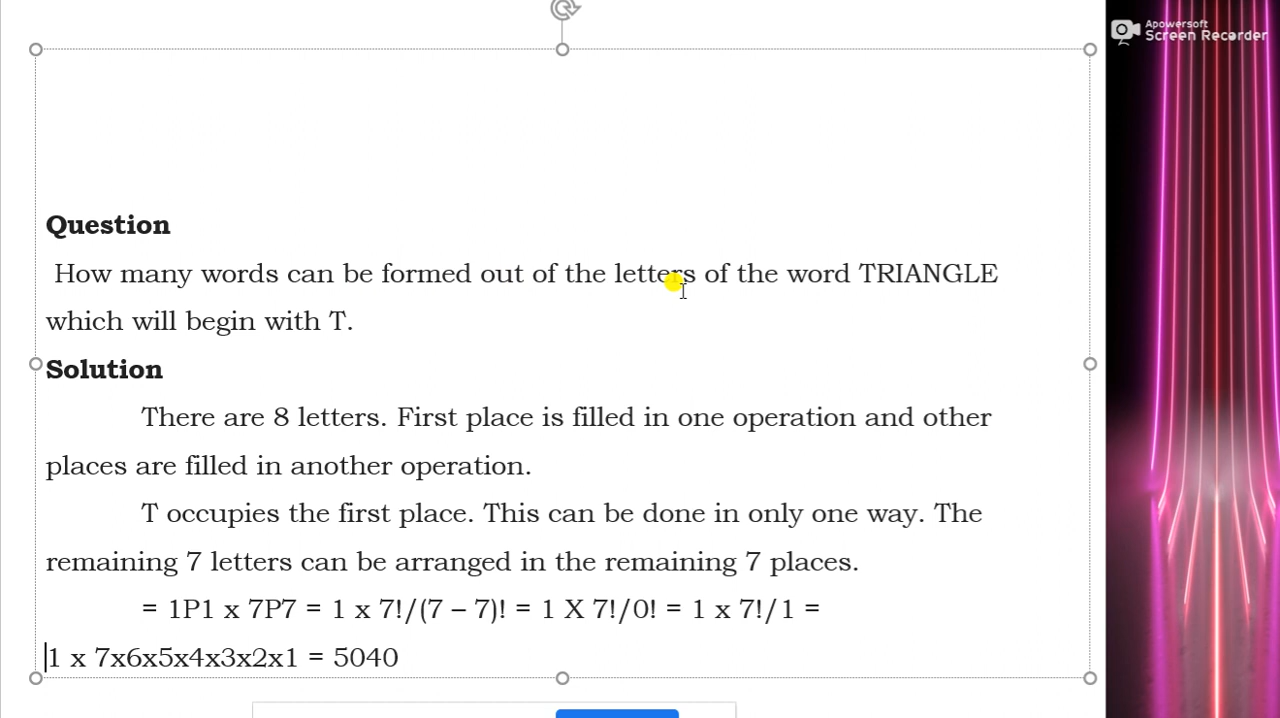 Apowersoft
Screen Recorder
Question
How many words can be formed out of the letters of the word TRIANGLE
which will begin with T.
Solution
There are 8 letters. First place is filled in one operation and other
places are filled in another operation.
T occupies the first place. This can be done in only one way. The
remaining 7 letters can be arranged in the remaining 7 places.
= 1P1 x 7P7 = 1 x 7!/(7 – 7)! = 1 X 7!/0! = 1 x 7!/1 =
1 x 7x6x5x4x3x2x1 = 5040